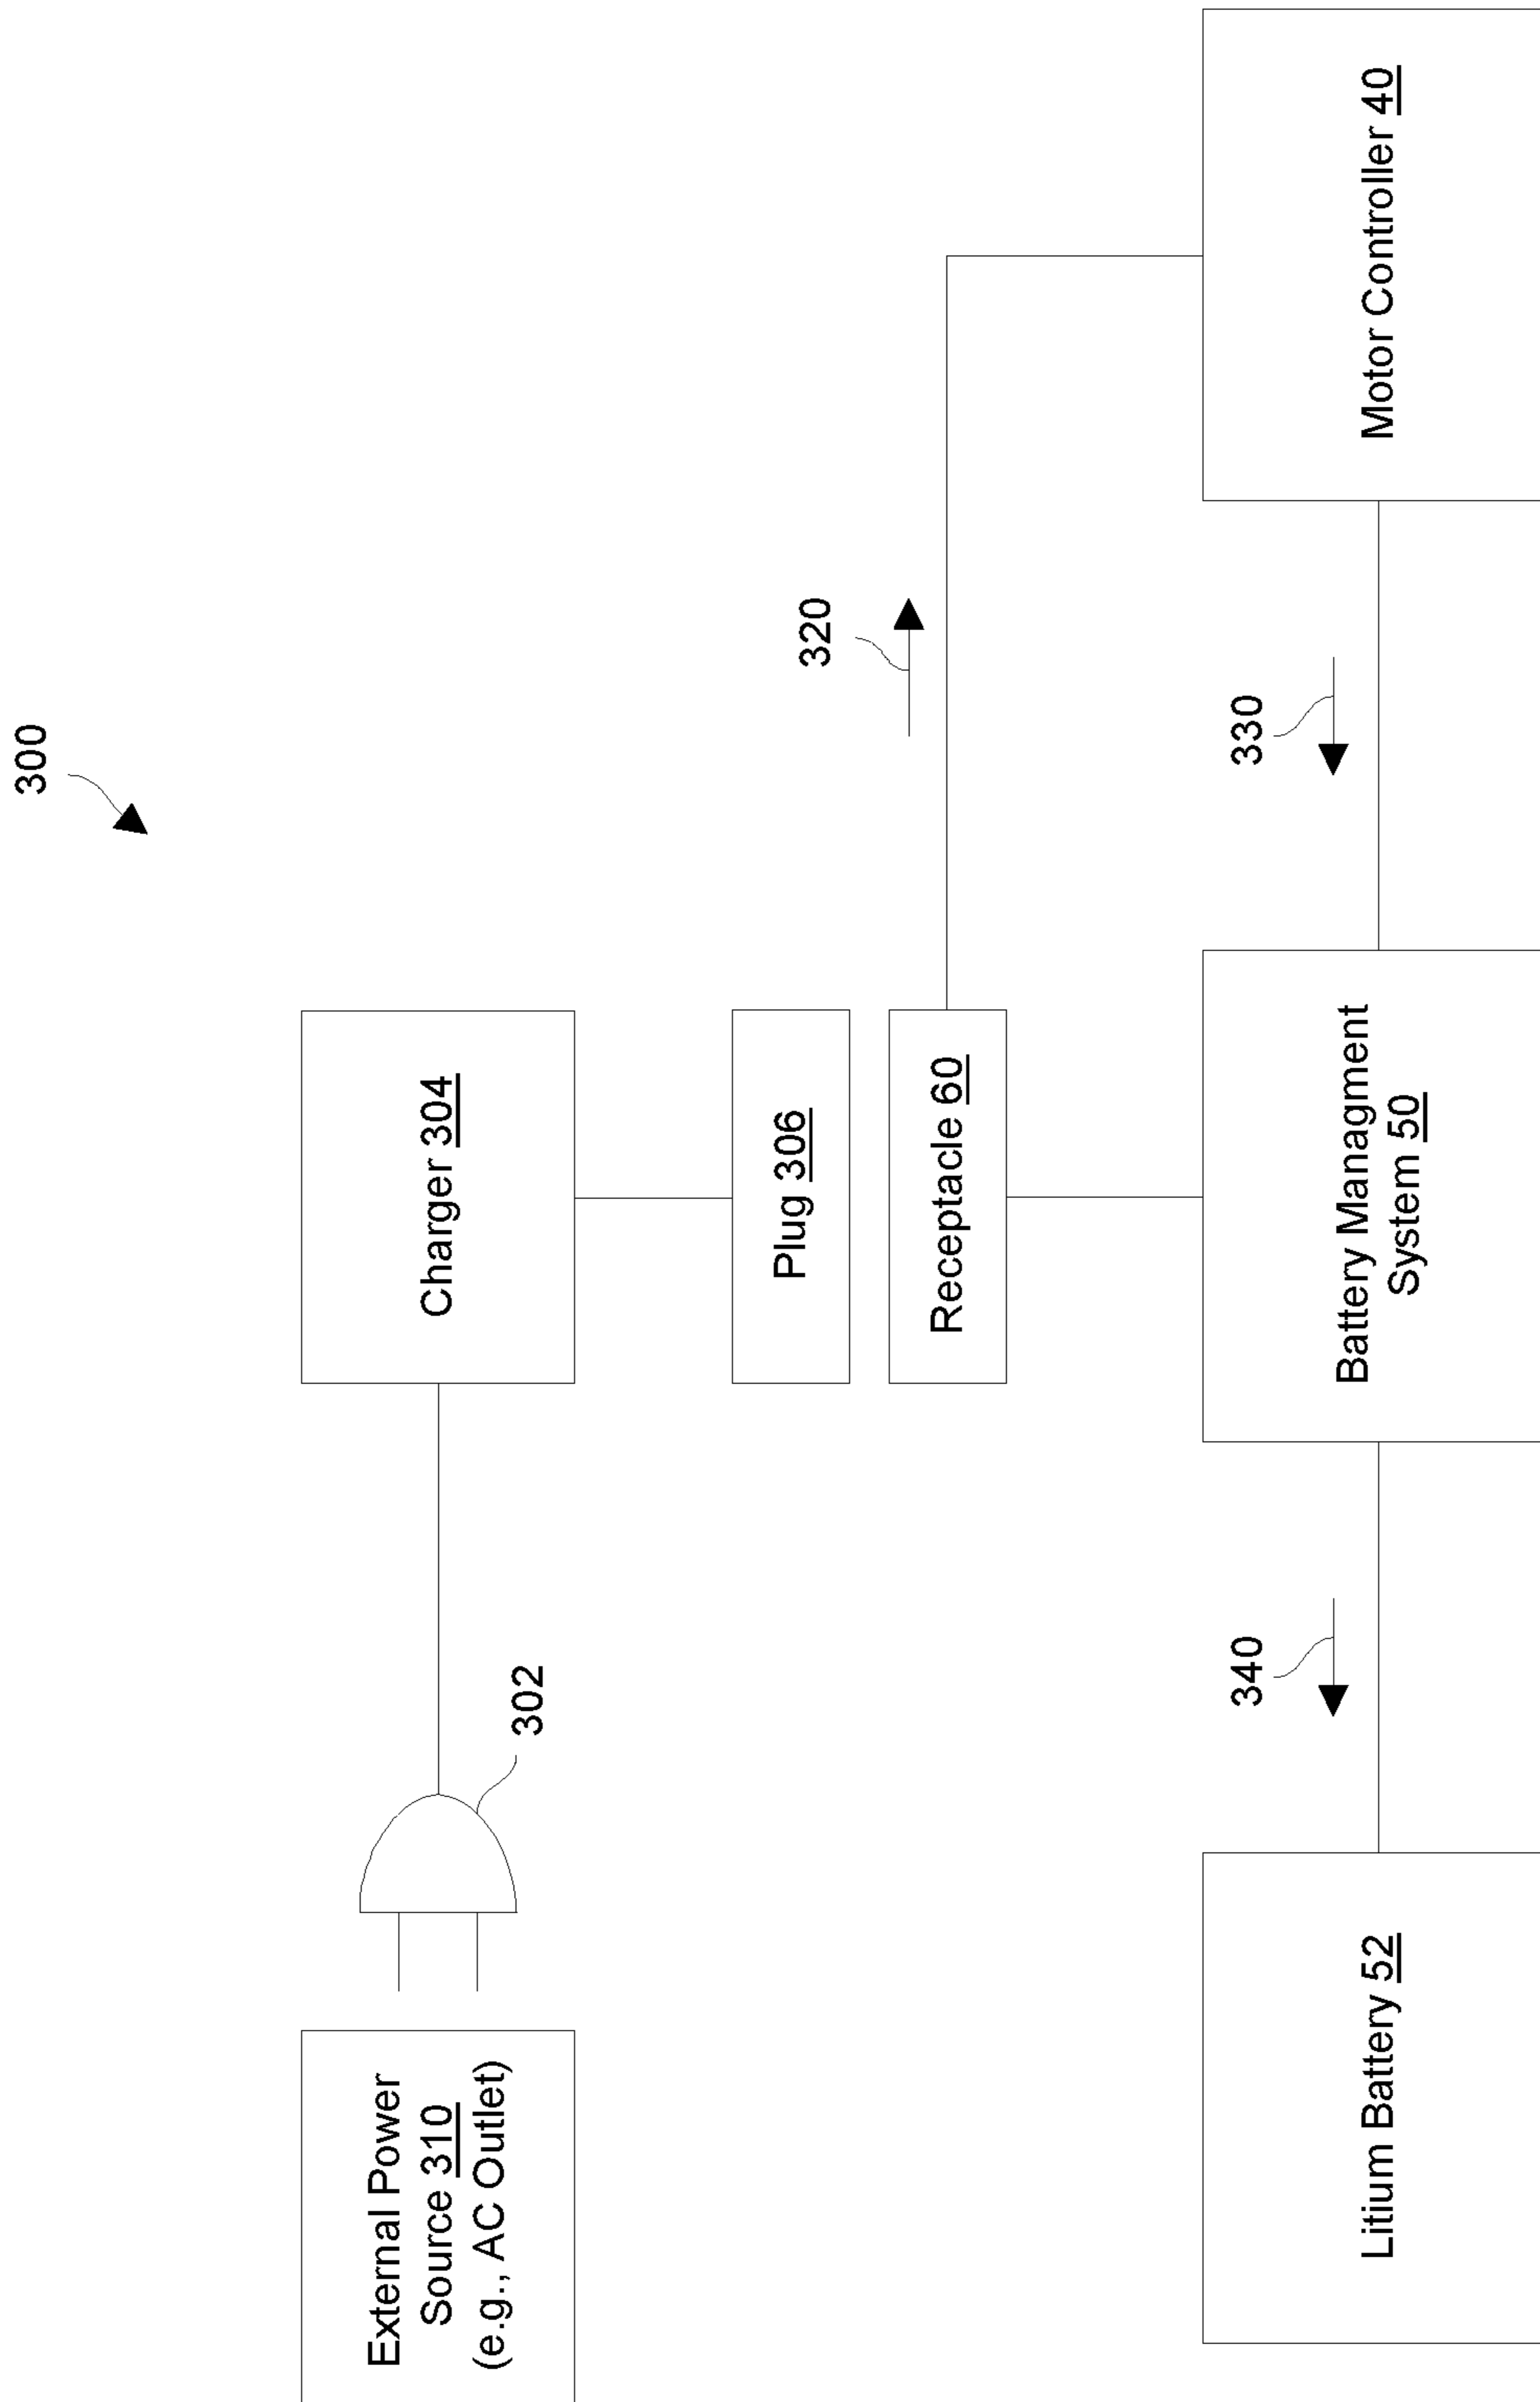 300
External Power
Source 310
(e.g., AC Outlet)
302
Charger 304
Plug 306
Receptacle 60
320
340
330
Litium Battery 52
Battery Managment
System 50
Motor Controller 40